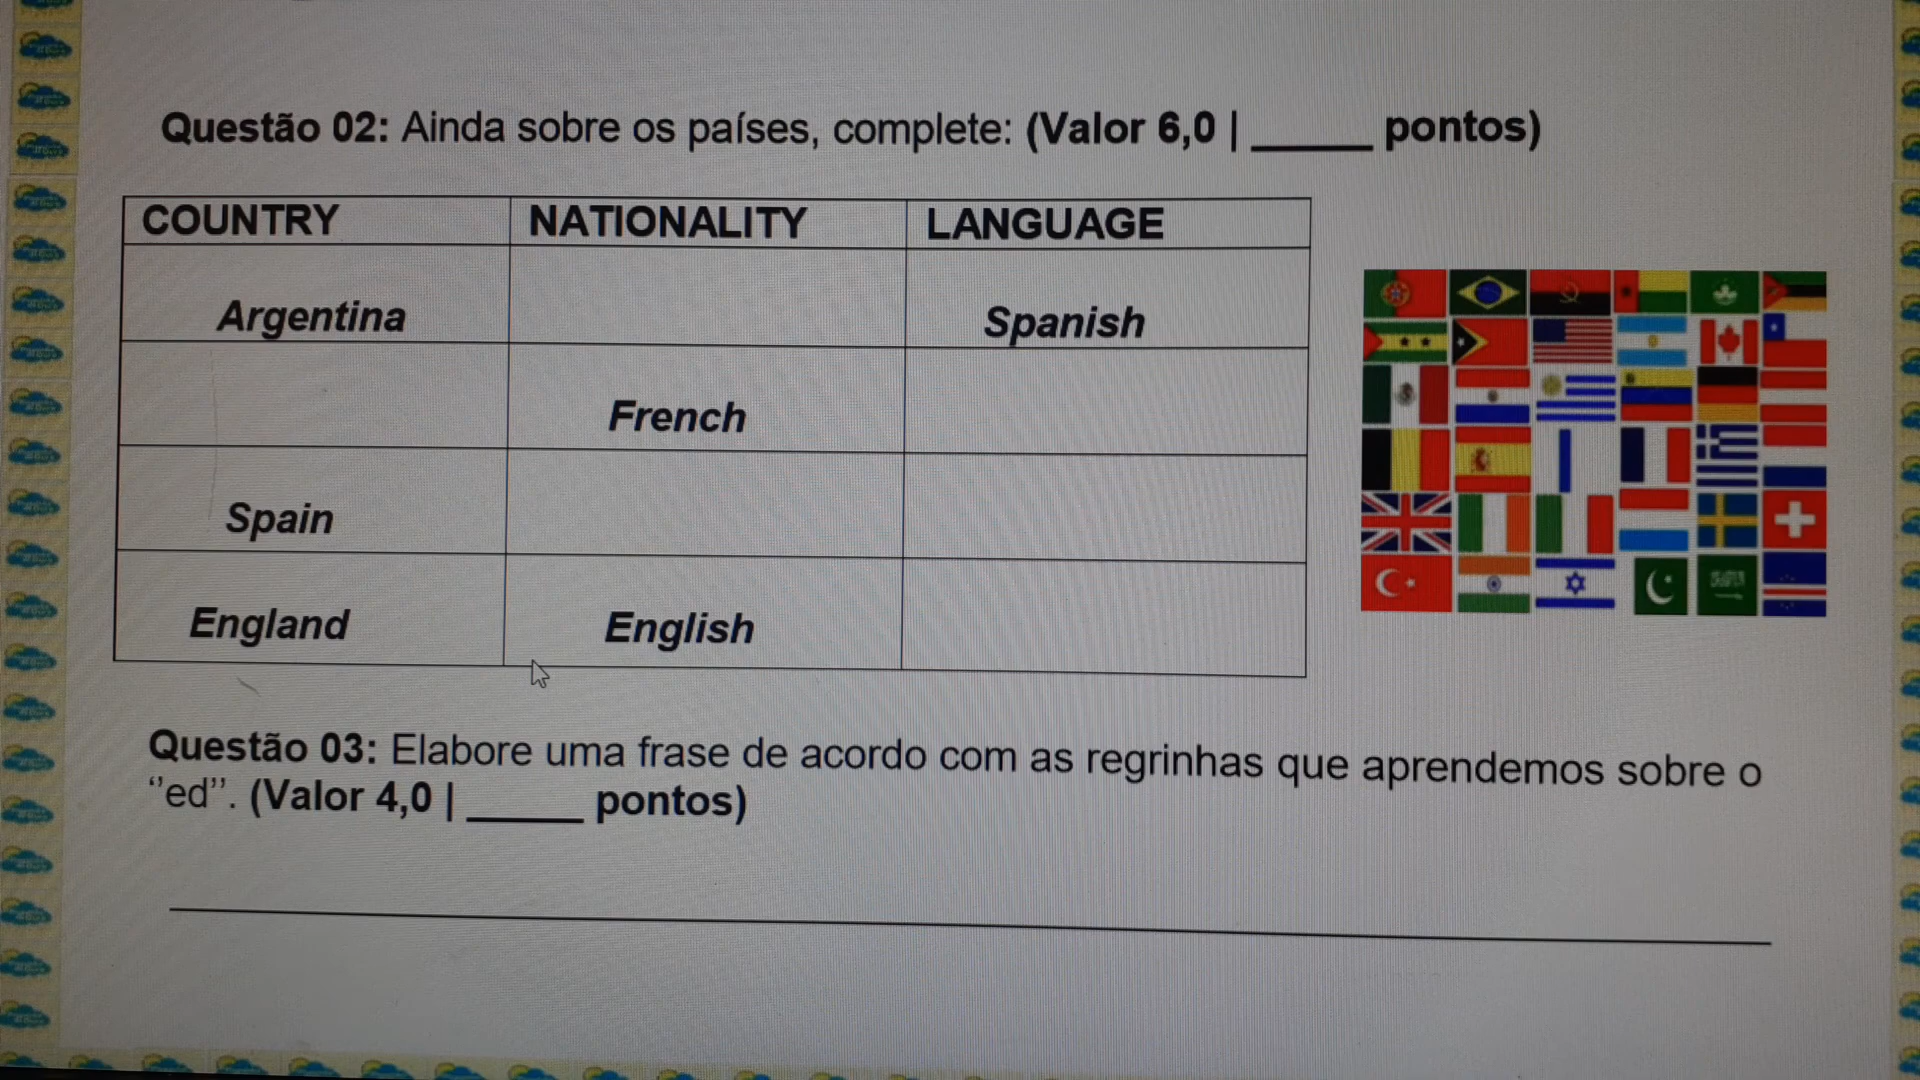 Questão 02: Ainda sobre os países, complete: (Valor 6,0 | _____ pontos)
COUNTRY NATIONALITY LANGUAGE
Argentina Spanish
French
Spain
England English
Questão 03: Elabore uma frase de acordo com as regrinhas que aprendemos sobre o
‘’ed’’. (Valor 4,0 | _____ pontos)